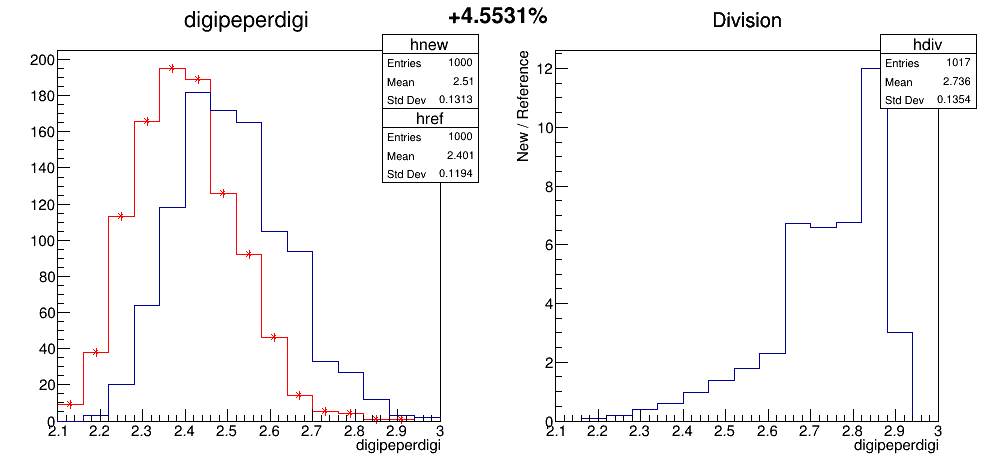 digipeperdigi
+4.5531%
Division
hnew
Entries 1000
Mean 2.51
Std Dev 0.1313
href
Entries 1000
Mean 2.401
Std Dev 0.1194
200
180
160
140
120
100
80
60
40
20
0
2.1 2.2 2.3 2.4 2.5 2.6 2.7 2.8 2.9 3
digipeperdigi
hdiv
Entries 1017
Mean 2.736
Std Dev 0.1354
New / Reference
12
10
8
6
4
2
0
2.1 2.2 2.3 2.4 2.5 2.6 2.7 2.8 2.9 3
digipeperdigi